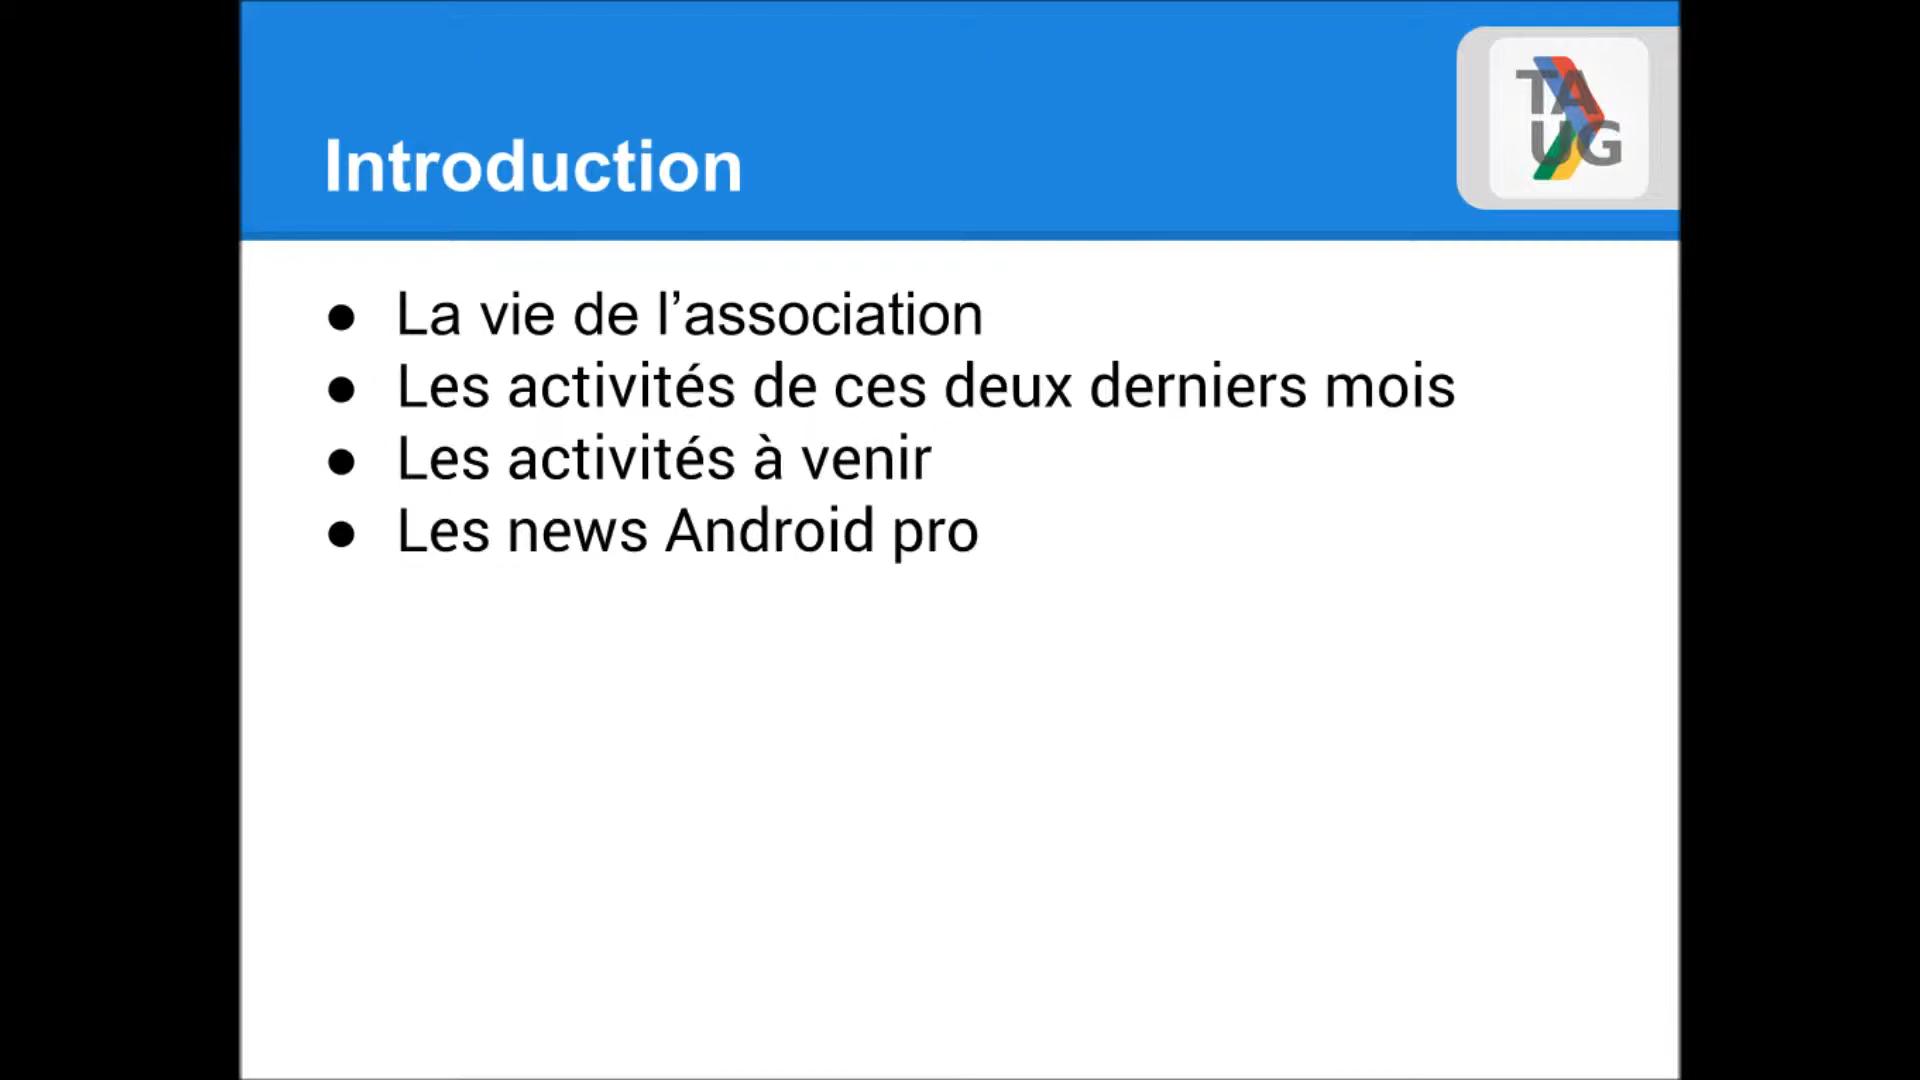 TA
UG
Introduction
● La vie de l’association
● Les activités de ces deux derniers mois
● Les activités à venir
● Les news Android pro